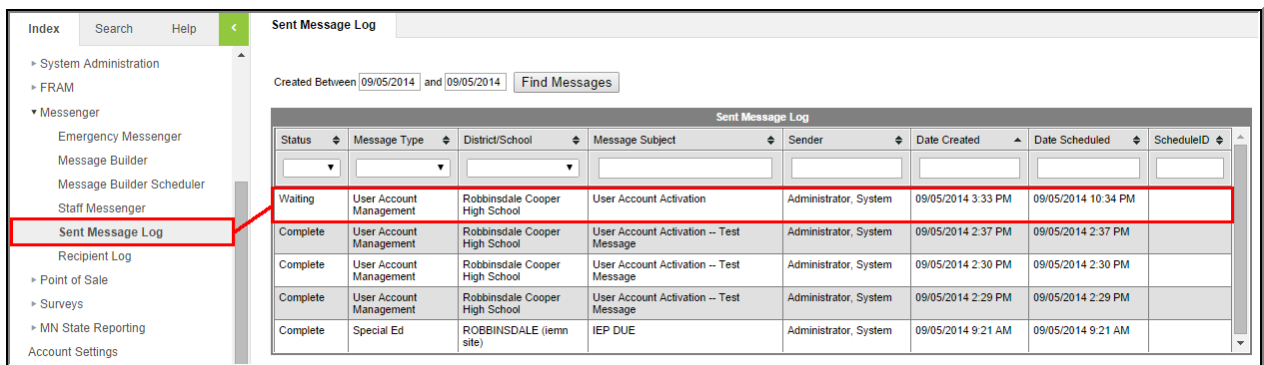 Index Search Help <
Sent Message Log
System Administration
FRAM
Messenger
Emergency Messenger
Message Builder
Message Builder Scheduler
Staff Messenger
Sent Message Log
Recipient Log
Point of Sale
Surveys
MN State Reporting
Account Settings
Created Between 09/05/2014 and 09/05/2014 Find Messages
Sent Message Log
Status Message Type District/School Message Subject Sender Date Created Date Scheduled ScheduleID
Waiting User Account Robbinsdale Cooper User Account Activation Administrator, System 09/05/2014 3:33 PM 09/05/2014 10:34 PM
Management High School
Complete User Account Robbinsdale Cooper User Account Activation -- Test Administrator, System 09/05/2014 2:37 PM 09/05/2014 2:37 PM
Management High School Message
Complete User Account Robbinsdale Cooper User Account Activation -- Test Administrator, System 09/05/2014 2:30 PM 09/05/2014 2:30 PM
Management High School Message
Complete User Account Robbinsdale Cooper User Account Activation -- Test Administrator, System 09/05/2014 2:29 PM 09/05/2014 2:29 PM
Management High School Message
Complete Special Ed ROBBINSDALE (iemn IEP DUE Administrator, System 09/05/2014 9:21 AM 09/05/2014 9:21 AM
site)